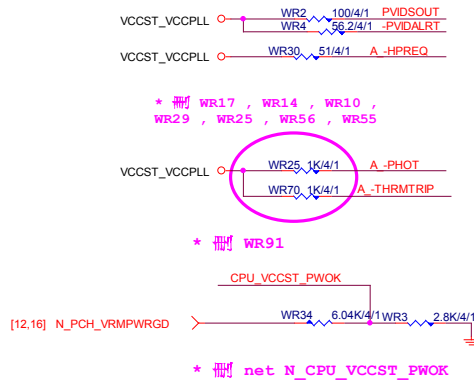 WR2 100/4/1 PVIDSOUT
VCCST_VCCPLL
WR4 56.2/4/1 -PVIDALRT
VCCST_VCCPLL WR30 51/4/1 A_-HPREQ
* 刪 WR17 , WR14 , WR10 ,
WR29 , WR25 , WR56 , WR55
VCCST_VCCPLL WR25 1K/4/1 A_-PHOT
WR70 1K/4/1 A_-THRMTRIP
* 刪 WR91
CPU_VCCST_PWOK
[12,16] N_PCH_VRMPWRGD WR34 6.04K/4/1 WR3 2.8K/4/1
* 刪 net N_CPU_VCCST_PWOK